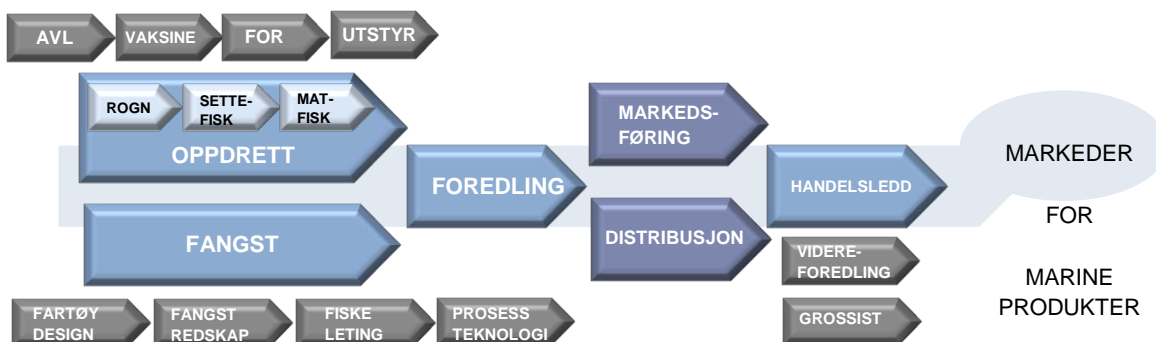 AVL
VAKSINE
FOR
UTSTYR
ROGN
SETTE-
FISK
MAT-
FISK
OPPDRETT
FANGST
FOREDLING
MARKEDS-
FØRING
DISTRIBUSJON
HANDELSLEDD
VIDERE-
FOREDLING
GROSSIST
MARKEDER
FOR
MARINE
PRODUKTER
FARTØY
DESIGN
FANGST
REDSKAP
FISKE
LETING
PROSESS
TEKNOLOGI